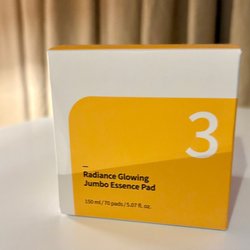 3
Radiance Glowing
Jumbo Essence Pad
150 ml / 70 pads / 5.07 fl. oz.